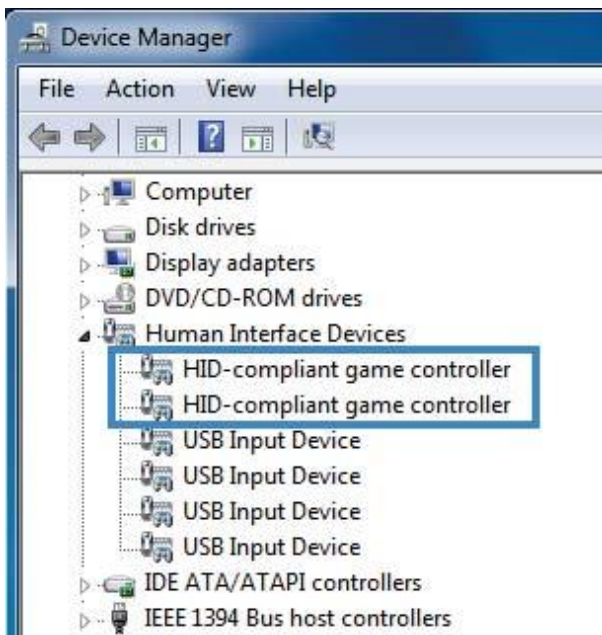 Device Manager
File Action View Help
Computer
Disk drives
Display adapters
DVD/CD-ROM drives
Human Interface Devices
HID-compliant game controller
HID-compliant game controller
USB Input Device
USB Input Device
USB Input Device
USB Input Device
IDE ATA/ATAPI controllers
IEEE 1394 Bus host controllers